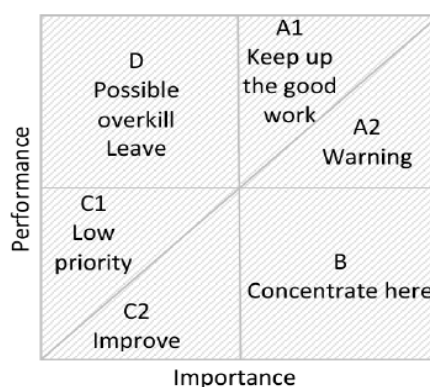 A1
Keep up
the good
work
D
Possible
overkill
Leave
A2
Warning
Performance
C1
Low
priority
B
Concentrate here
C2
Improve
Importance